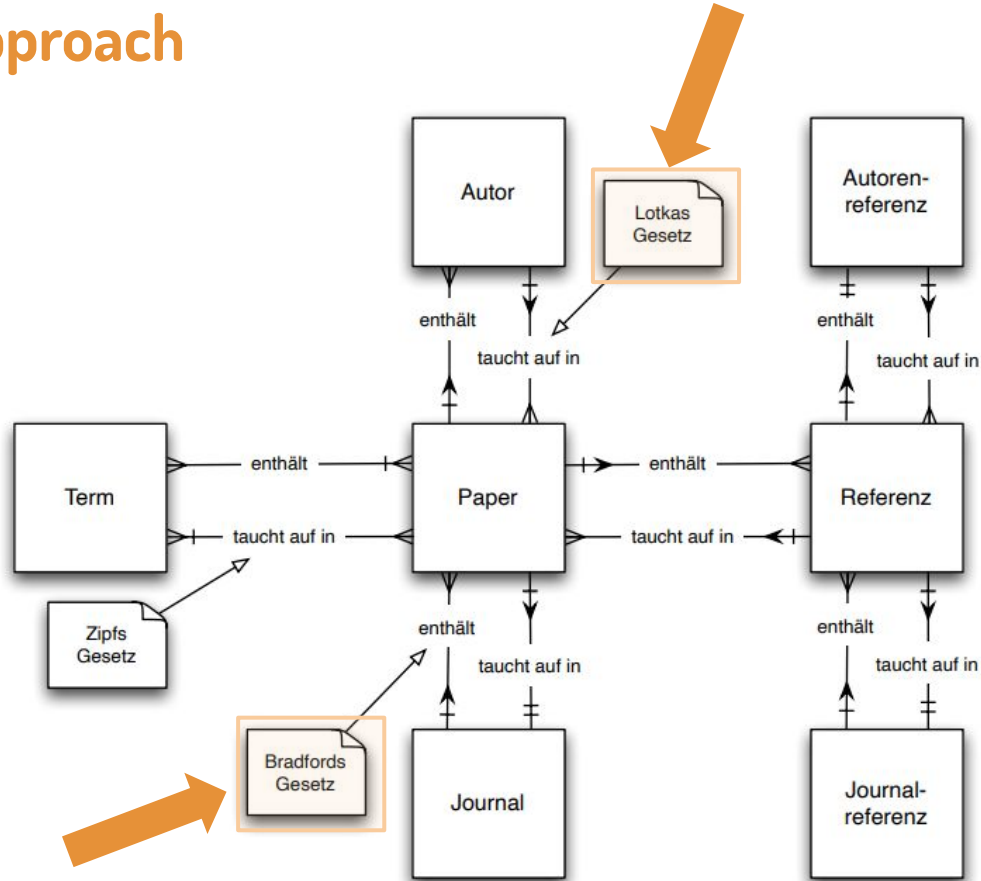 pproach
Autor
Lotkas
Gesetz
Autoren-
referenz
enthält
taucht auf in
enthält
taucht auf in
Term
enthält
taucht auf in
Paper
enthält
taucht auf in
Referenz
Zipfs
Gesetz
enthält
taucht auf in
enthält
taucht auf in
Bradfords
Gesetz
Journal
Journal-
referenz